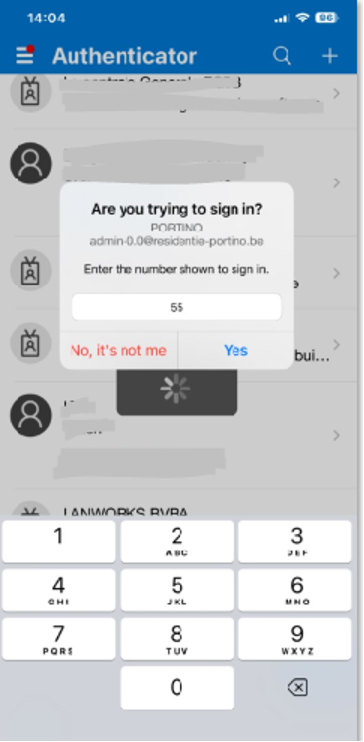 14:04
86
Authenticator
Are you trying to sign in?
PORTINO
admin-0.0@residentie-portino.be
Enter the number shown to sign in.
55
No, it's not me
Yes
bui...
LANWORKS BVBA
1
2
ABC
3
DEF
4
GHI
5
JKL
6
MNO
7
PQRS
8
TUV
9
WXYZ
0